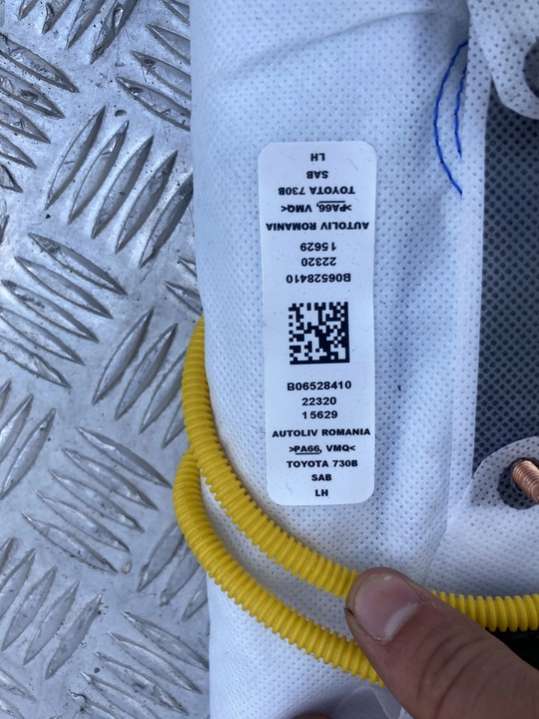 LH
SAB
TOYOTA 730B
>PA66, VMQ<
AUTOLIV ROMANIA
15629
22320
B06528410
B06528410
22320
15629
AUTOLIV ROMANIA
>PA66, VMQ<
TOYOTA 730B
SAB
LH